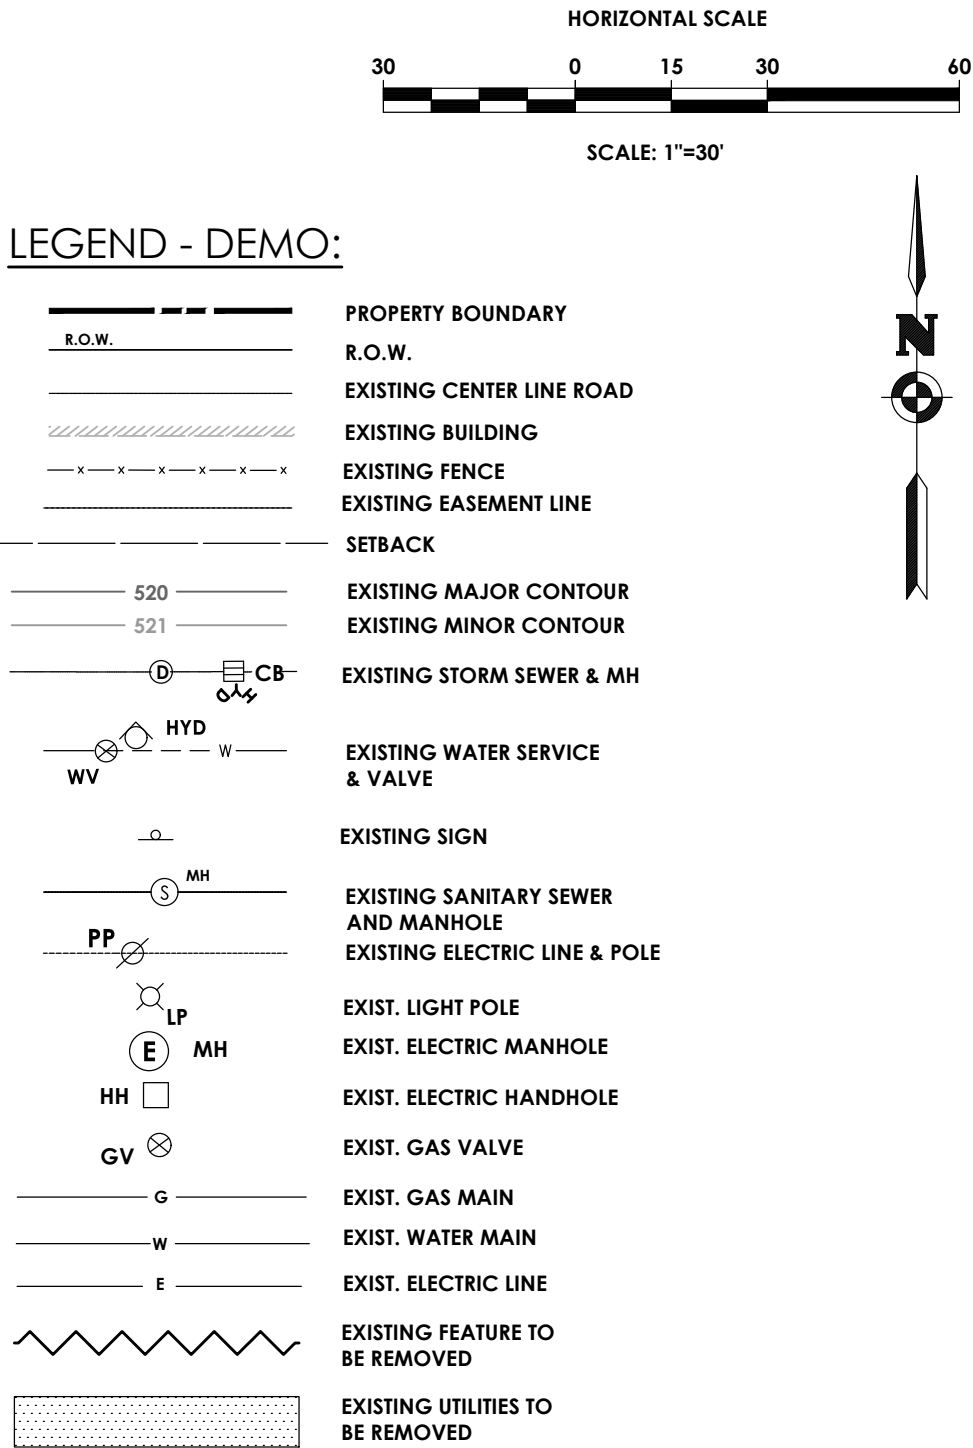 HORIZONTAL SCALE
30 0 15 30 60
SCALE: 1"=30'
LEGEND - DEMO:
PROPERTY BOUNDARY
R.O.W.
R.O.W.
EXISTING CENTER LINE ROAD
EXISTING BUILDING
x x x x x x
EXISTING FENCE
EXISTING EASEMENT LINE
SETBACK
520 EXISTING MAJOR CONTOUR
521 EXISTING MINOR CONTOUR
D CB EXISTING STORM SEWER & MH
HYD
HYD
W
WV
EXISTING WATER SERVICE
& VALVE
EXISTING SIGN
MH
S
EXISTING SANITARY SEWER
AND MANHOLE
PP EXISTING ELECTRIC LINE & POLE
LP EXIST. LIGHT POLE
E MH EXIST. ELECTRIC MANHOLE
HH EXIST. ELECTRIC HANDHOLE
GV EXIST. GAS VALVE
G EXIST. GAS MAIN
W EXIST. WATER MAIN
E EXIST. ELECTRIC LINE
EXISTING FEATURE TO
BE REMOVED
EXISTING UTILITIES TO
BE REMOVED
N